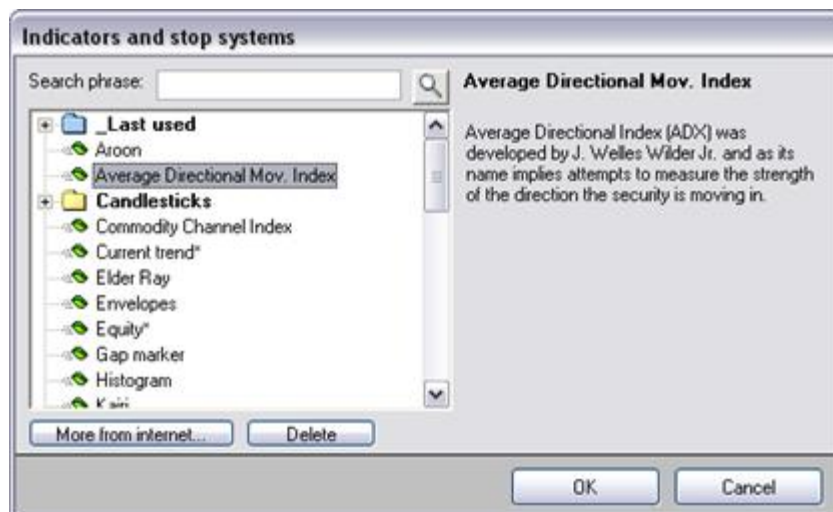 Indicators and stop systems
Search phrase:
_Last used
Aroon
Average Directional Mov. Index
Candlesticks
Commodity Channel Index
Current trend*
Elder Ray
Envelopes
Equity*
Gap marker
Histogram
Kairi
More from internet...
Delete
Average Directional Mov. Index
Average Directional Index (ADX) was
developed by J. Welles Wilder Jr. and as its
name implies attempts to measure the strength
of the direction the security is moving in.
OK
Cancel